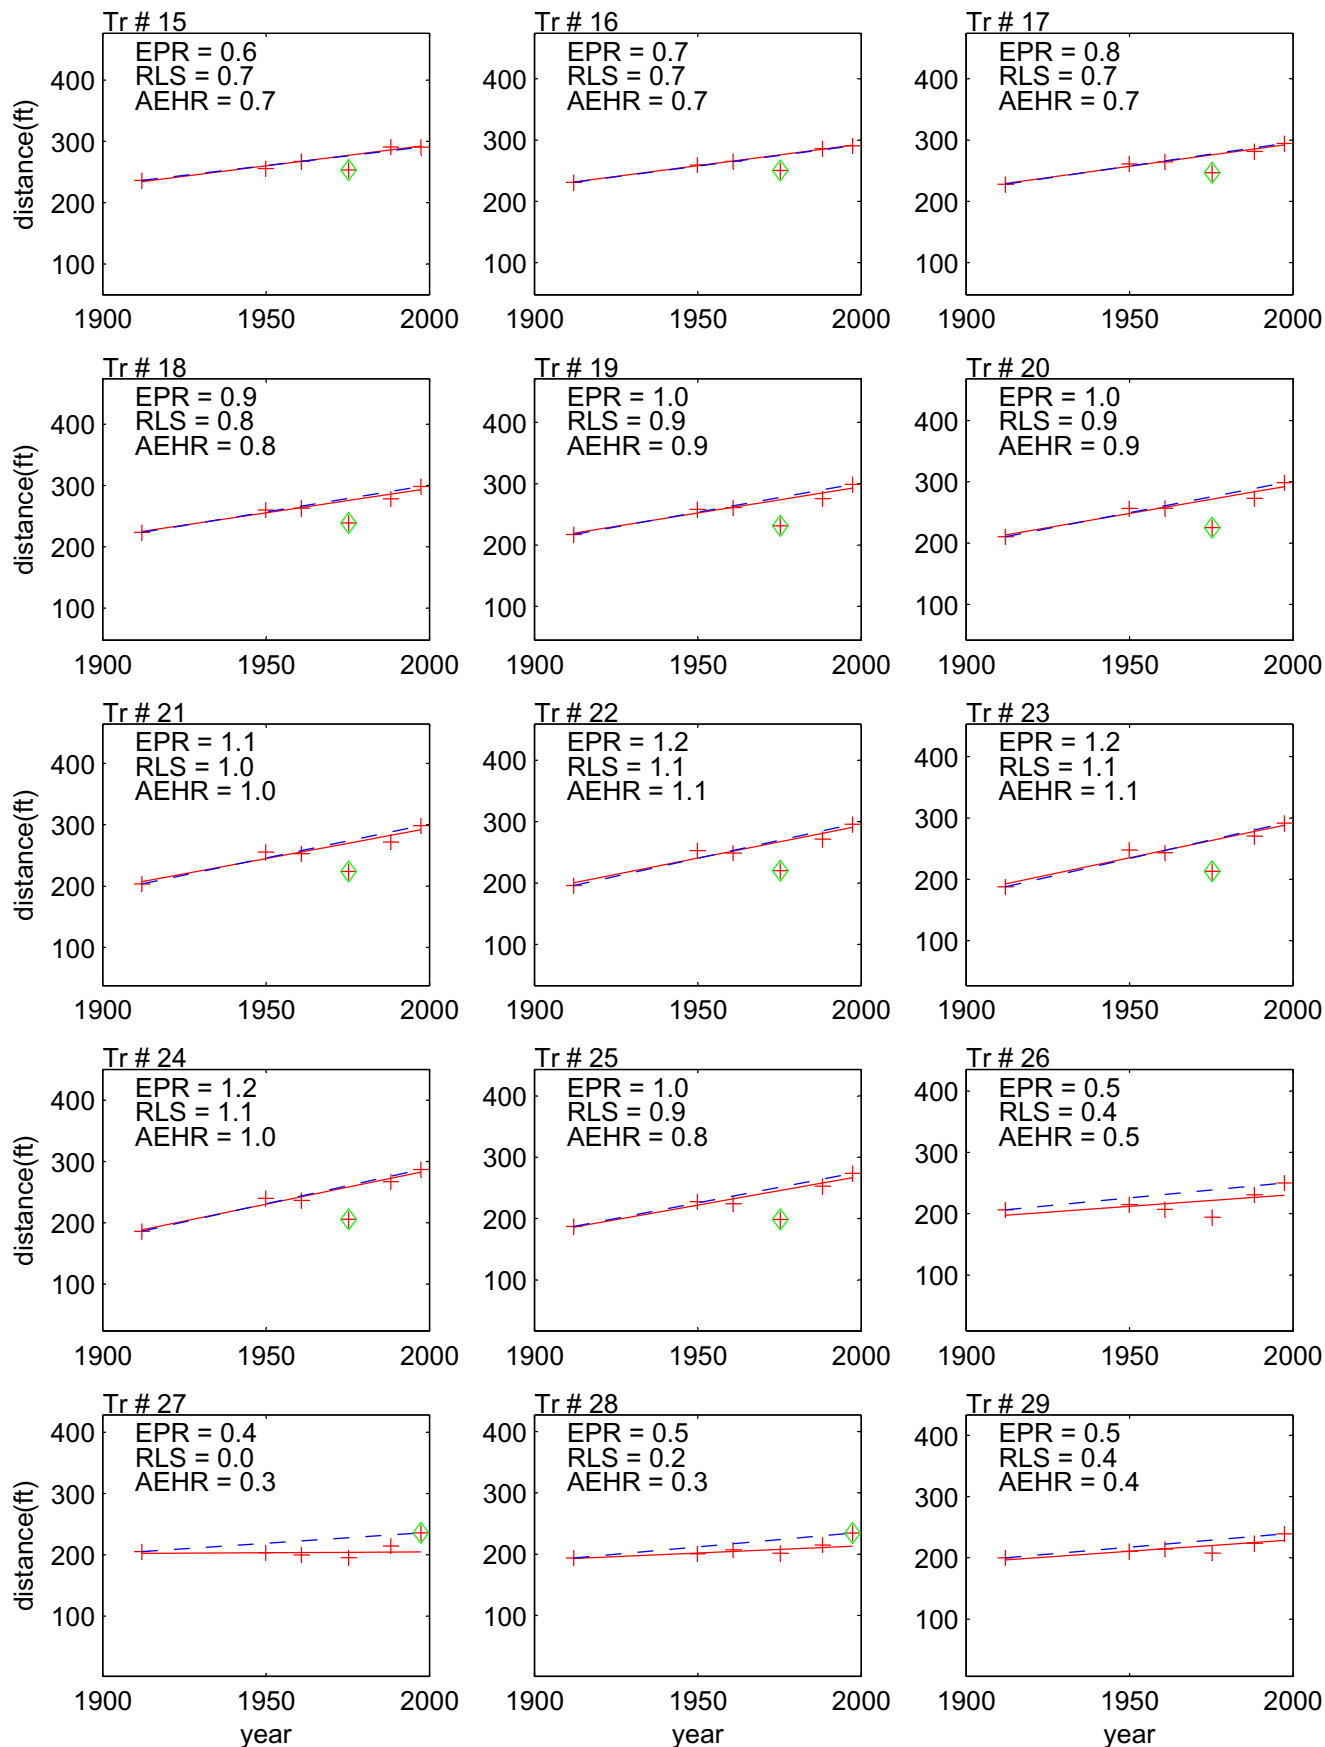 Tr # 15
EPR = 0.6
RLS = 0.7
AEHR = 0.7
400
300
200
100
distance(ft)
1900 1950 2000
Tr # 16
EPR = 0.7
RLS = 0.7
AEHR = 0.7
400
300
200
100
1900 1950 2000
Tr # 17
EPR = 0.8
RLS = 0.7
AEHR = 0.7
400
300
200
100
1900 1950 2000
Tr # 18
EPR = 0.9
RLS = 0.8
AEHR = 0.8
400
300
200
100
distance(ft)
1900 1950 2000
Tr # 19
EPR = 1.0
RLS = 0.9
AEHR = 0.9
400
300
200
100
1900 1950 2000
Tr # 20
EPR = 1.0
RLS = 0.9
AEHR = 0.9
400
300
200
100
1900 1950 2000
Tr # 21
EPR = 1.1
RLS = 1.0
AEHR = 1.0
400
300
200
100
distance(ft)
1900 1950 2000
Tr # 22
EPR = 1.2
RLS = 1.1
AEHR = 1.1
400
300
200
100
1900 1950 2000
Tr # 23
EPR = 1.2
RLS = 1.1
AEHR = 1.1
400
300
200
100
1900 1950 2000
Tr # 24
EPR = 1.2
RLS = 1.1
AEHR = 1.0
400
300
200
100
distance(ft)
1900 1950 2000
Tr # 25
EPR = 1.0
RLS = 0.9
AEHR = 0.8
400
300
200
100
1900 1950 2000
Tr # 26
EPR = 0.5
RLS = 0.4
AEHR = 0.5
400
300
200
100
1900 1950 2000
Tr # 27
EPR = 0.4
RLS = 0.0
AEHR = 0.3
400
300
200
100
distance(ft)
1900 1950 2000
year
Tr # 28
EPR = 0.5
RLS = 0.2
AEHR = 0.3
400
300
200
100
1900 1950 2000
year
Tr # 29
EPR = 0.5
RLS = 0.4
AEHR = 0.4
400
300
200
100
1900 1950 2000
year